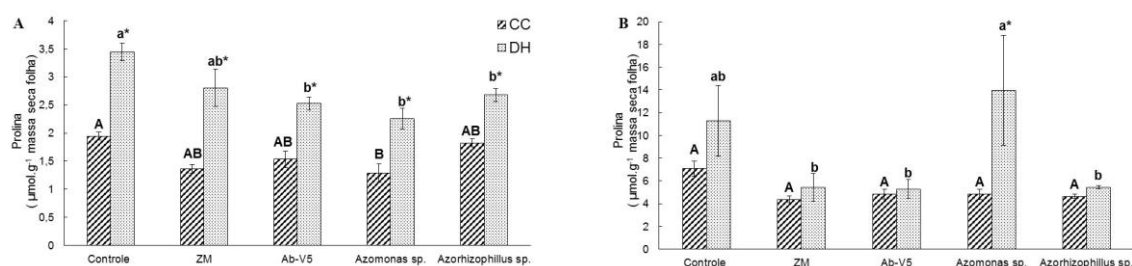 A
a*
ab*
b*
b*
b*
A
AB
AB
B
AB
CC
DH
Prolina
( µmol.g⁻¹ massa seca folha)
4
3.5
3
2.5
2
1.5
1
0.5
0
Controle
ZM
Ab-V5
Azomonas sp.
Azorhizophillus sp.
B
ab
b
b
a*
b
A
A
A
A
A
Prolina
( µmol.g⁻¹ massa seca folha)
20
18
16
14
12
10
8
6
4
2
0
Controle
ZM
Ab-V5
Azomonas sp.
Azorhizophillus sp.